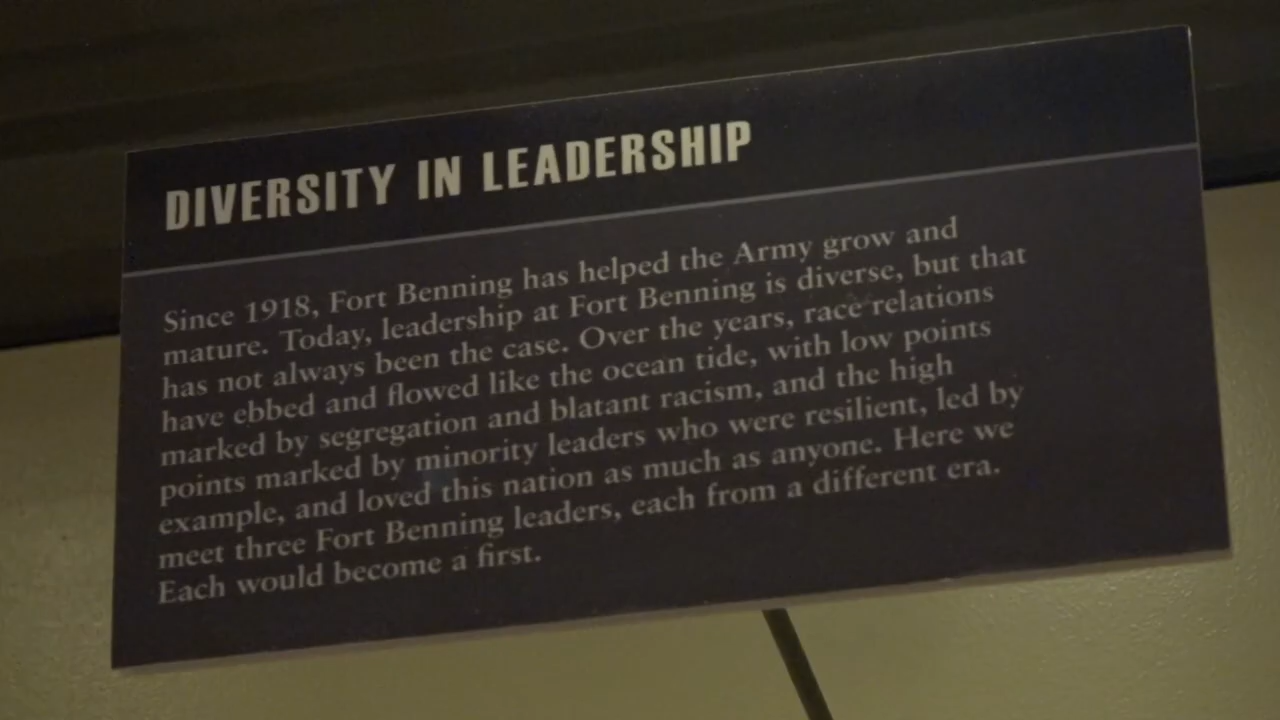 DIVERSITY IN LEADERSHIP
Since 1918, Fort Benning has helped the Army grow and
mature. Today, leadership at Fort Benning is diverse, but that
has not always been the case. Over the years, race relations
have ebbed and flowed like the ocean tide, with low points
marked by segregation and blatant racism, and the high
points marked by minority leaders who were resilient, led by
example, and loved this nation as much as anyone. Here we
meet three Fort Benning leaders, each from a different era.
Each would become a first.